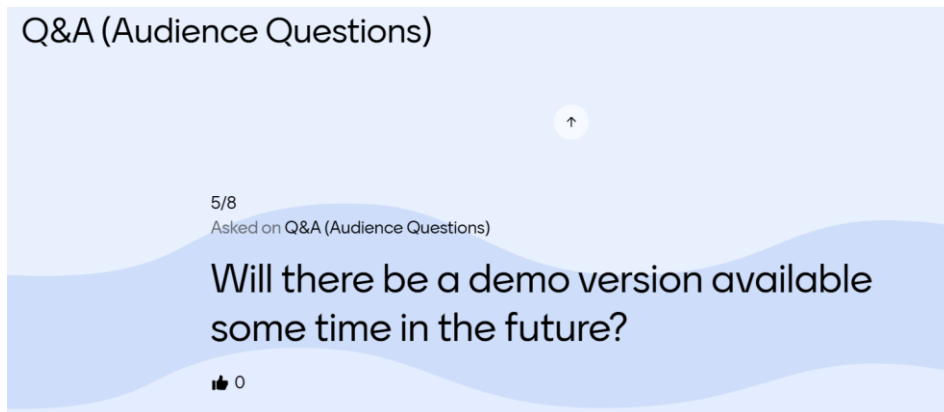 Q&A (Audience Questions)
5/8
Asked on Q&A (Audience Questions)
Will there be a demo version available
some time in the future?
0